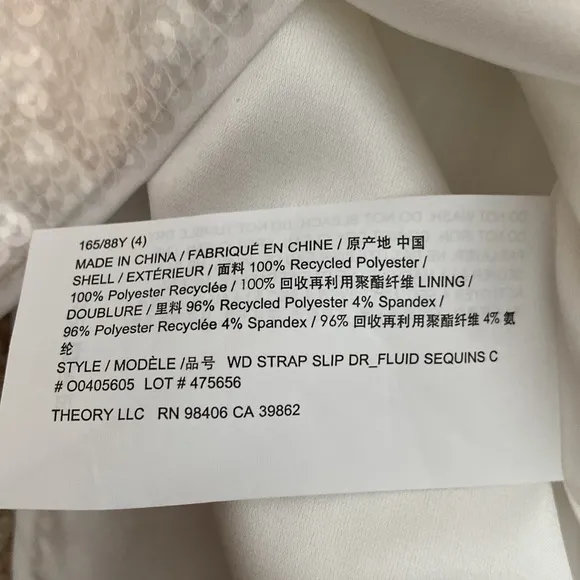 165/88Y (4)
MADE IN CHINA / FABRIQUÉ EN CHINE / 原产地 中国
SHELL / EXTÉRIEUR / 面料 100% Recycled Polyester /
100% Polyester Recyclée / 100% 回收再利用聚酯纤维 LINING /
DOUBLURE / 里料 96% Recycled Polyester 4% Spandex /
96% Polyester Recyclée 4% Spandex / 96% 回收再利用聚酯纤维 4% 氨
纶
STYLE / MODÈLE /品号 WD STRAP SLIP DR_FLUID SEQUINS C
# O0405605 LOT # 475656
THEORY LLC RN 98406 CA 39862